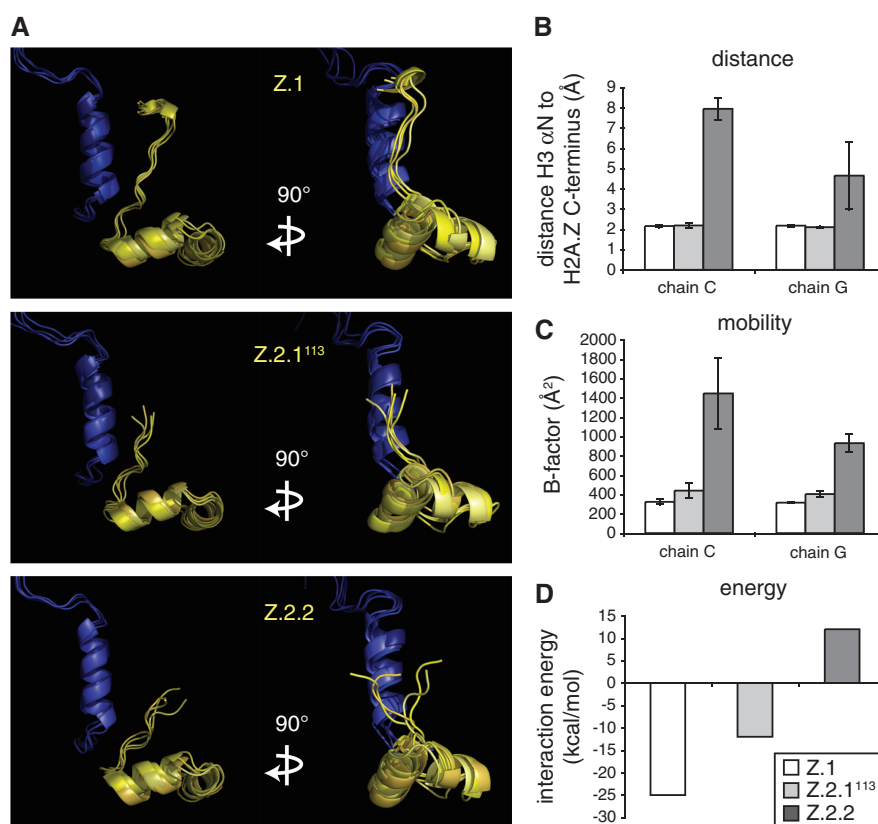 A
Z.1
90°
Z.2.1¹¹³
90°
Z.2.2
90°
B
distance
distance H3 αN to
H2A.Z C-terminus (Å)
9
8
7
6
5
4
3
2
1
0
chain C
chain G
C
mobility
B-factor (Å²)
2000
1800
1600
1400
1200
1000
800
600
400
200
0
chain C
chain G
D
energy
interaction energy
(kcal/mol)
15
10
5
0
-5
-10
-15
-20
-25
-30
Z.1
Z.2.1¹¹³
Z.2.2